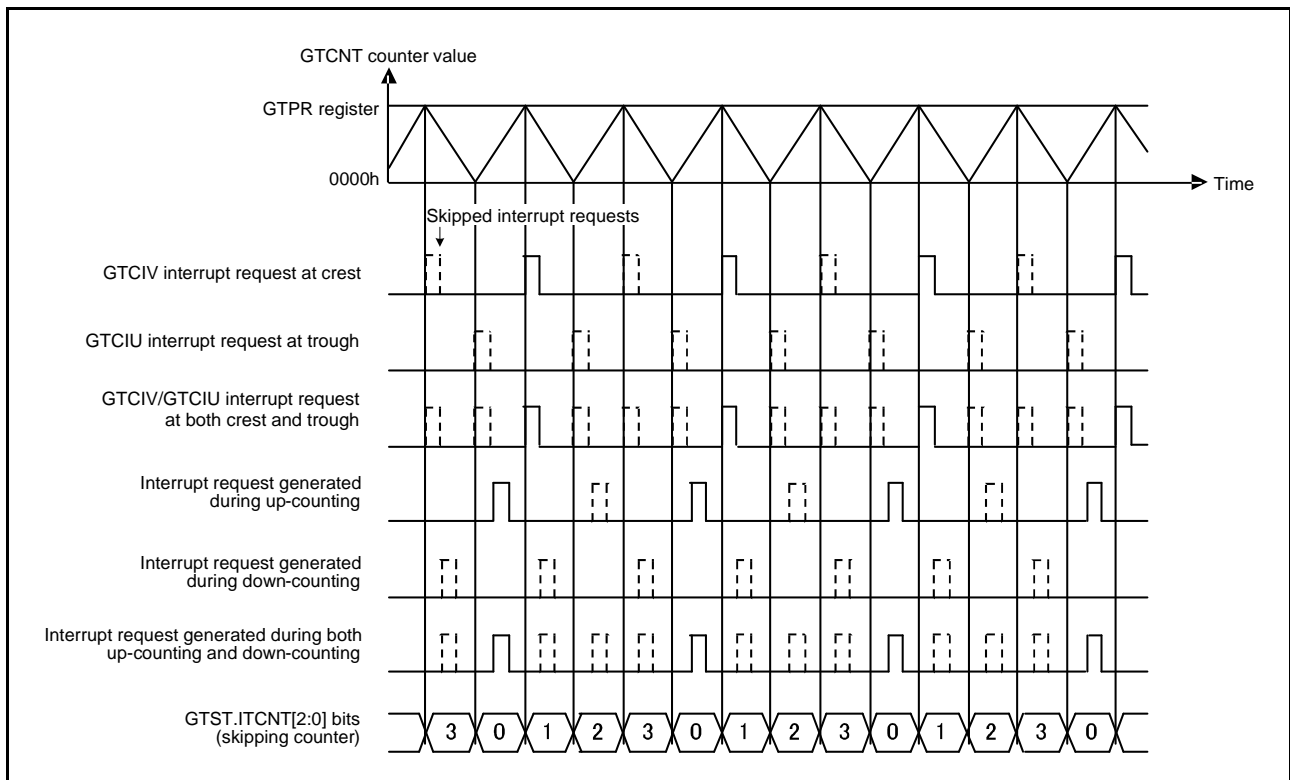 GTCNT counter value
GTPR register
0000h
Time
Skipped interrupt requests
GTCIV interrupt request at crest
GTCIU interrupt request at trough
GTCIV/GTCIU interrupt request
at both crest and trough
Interrupt request generated
during up-counting
Interrupt request generated
during down-counting
Interrupt request generated during both
up-counting and down-counting
GTST.ITCNT[2:0] bits
(skipping counter)
3 0 1 2 3 0 1 2 3 0 1 2 3 0